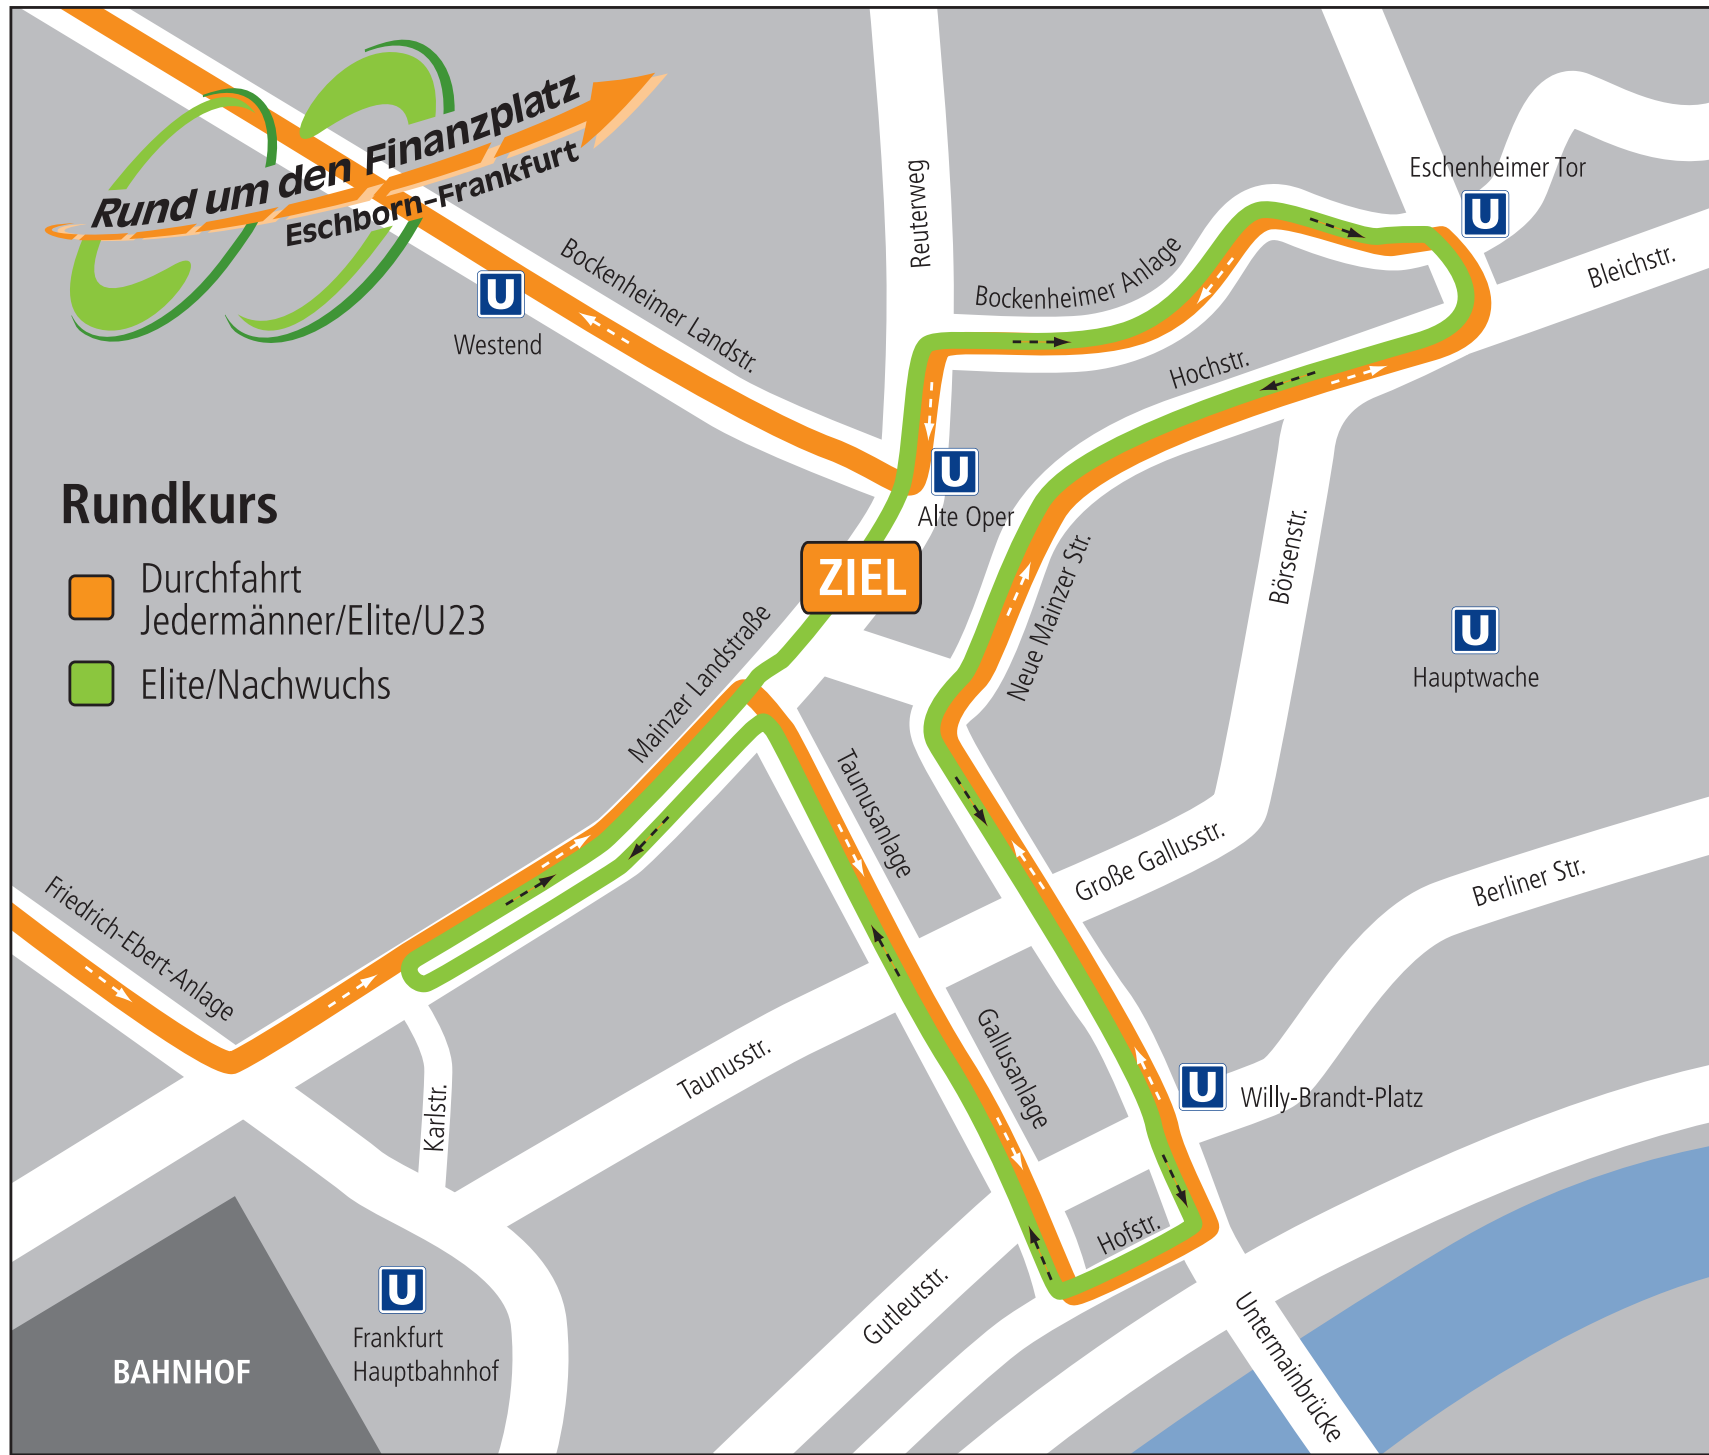 Rund um den Finanzplatz
Eschborn-Frankfurt
Eschenheimer Tor
U
Reuterweg
Bleichstr.
Bockenheimer Landstr.
Bockenheimer Anlage
U
Westend
Hochstr.
Rundkurs
U
Alte Oper
Durchfahrt
Jedermänner/Elite/U23
ZIEL
Neue Mainzer Str.
Börsenstr.
U
Hauptwache
Elite/Nachwuchs
Mainzer Landstraße
Taunusanlage
Große Gallusstr.
Berliner Str.
Friedrich-Ebert-Anlage
Gallusanlage
Taunusstr.
Karlstr.
U
Willy-Brandt-Platz
Hofstr.
Gutleutstr.
U
Frankfurt
Hauptbahnhof
BAHNHOF
Untermainbrücke